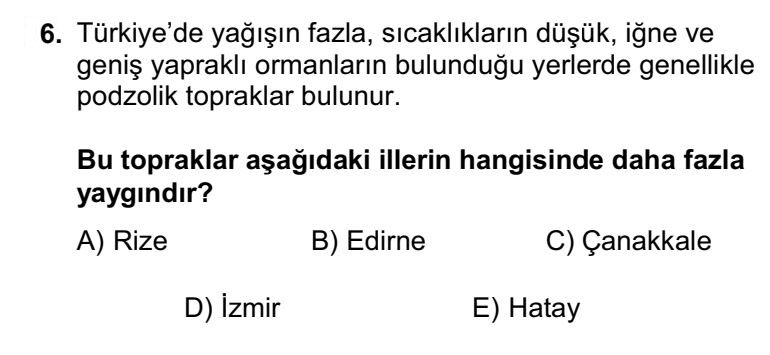 6. Türkiye’de yağışın fazla, sıcaklıkların düşük, iğne ve
geniş yapraklı ormanların bulunduğu yerlerde genellikle
podzolik topraklar bulunur.
Bu topraklar aşağıdaki illerin hangisinde daha fazla
yaygındır?
A) Rize B) Edirne C) Çanakkale
D) İzmir E) Hatay